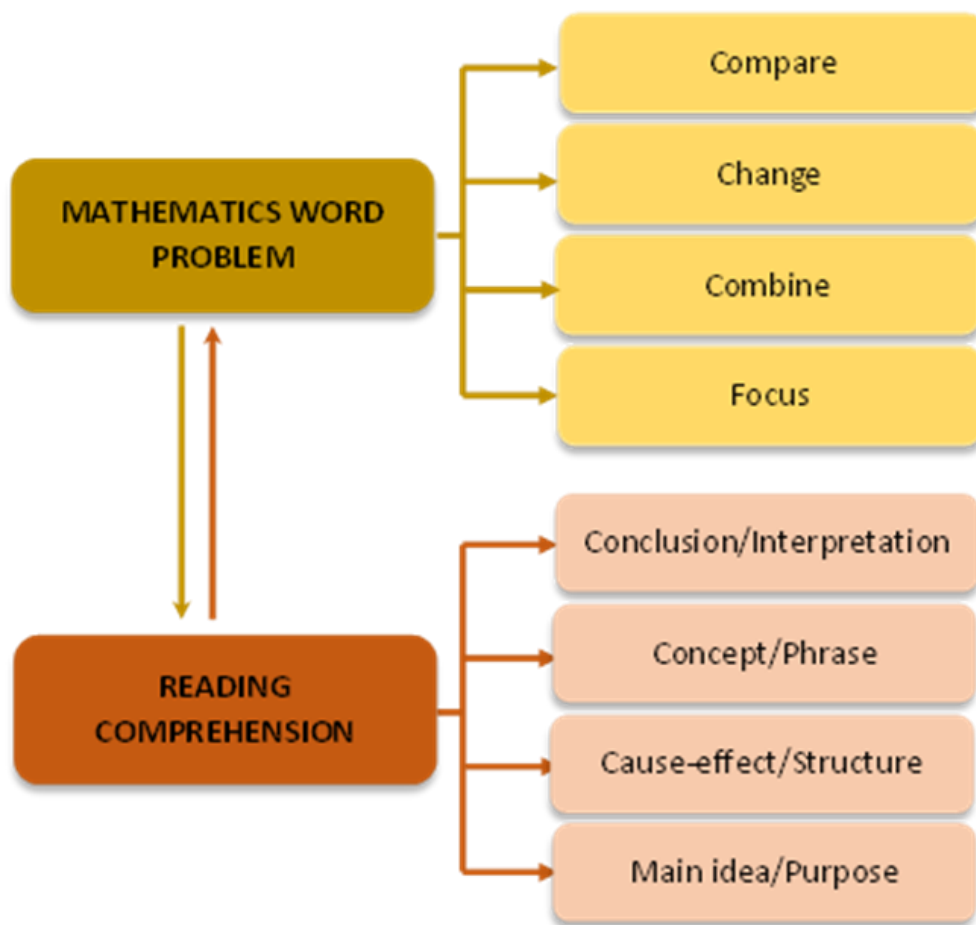 MATHEMATICS WORD
PROBLEM
Compare
Change
Combine
Focus
READING
COMPREHENSION
Conclusion/Interpretation
Concept/Phrase
Cause-effect/Structure
Main idea/Purpose